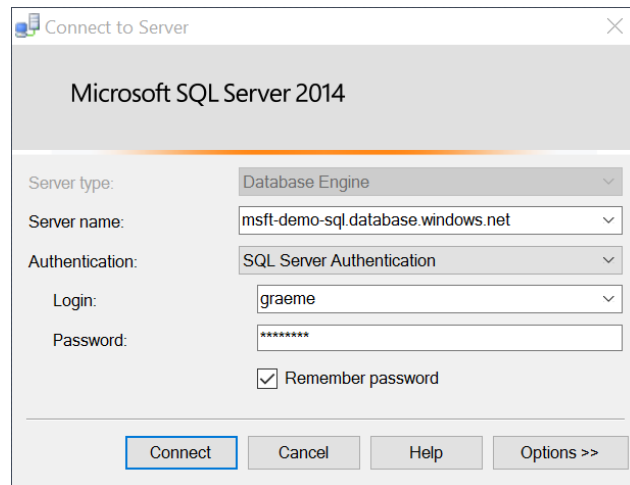 Connect to Server
Microsoft SQL Server 2014
Server type: Database Engine
Server name: msft-demo-sql.database.windows.net
Authentication: SQL Server Authentication
Login: graeme
Password: ********
Remember password
Connect Cancel Help Options >>